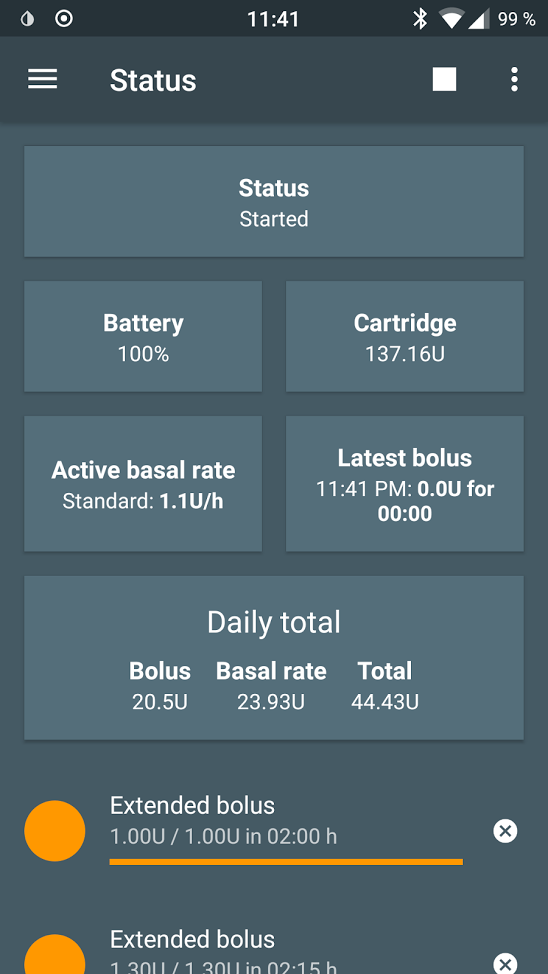 11:41
99 %
Status
Status
Started
Battery
100%
Cartridge
137.16U
Active basal rate
Standard: 1.1U/h
Latest bolus
11:41 PM: 0.0U for
00:00
Daily total
Bolus Basal rate Total
20.5U 23.93U 44.43U
Extended bolus
1.00U / 1.00U in 02:00 h
Extended bolus
1.30U / 1.30U in 02:15 h